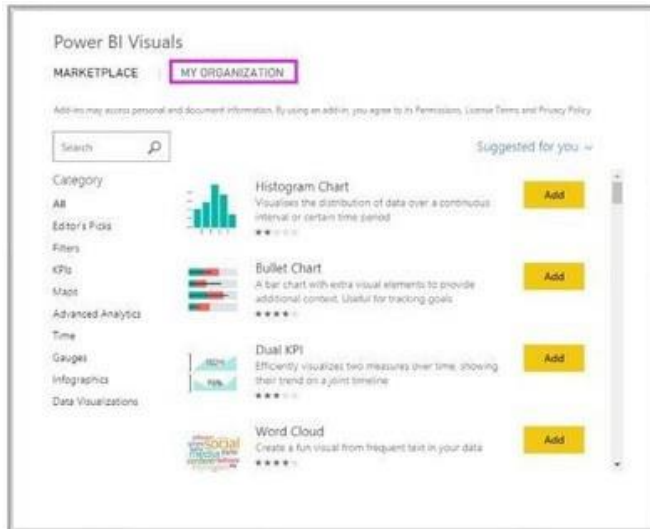 Power BI Visuals
MARKETPLACE | MY ORGANIZATION
Add-ins may access personal and document information. By using an add-in, you agree to its Permissions, License Terms and Privacy Policy.
Search
Suggested for you
Category
All
Editor's Picks
Filters
KPIs
Maps
Advanced Analytics
Time
Gauges
Infographics
Data Visualizations
Histogram Chart
Visualises the distribution of data over a continuous
interval or certain time period
Add
Bullet Chart
A bar chart with extra visual elements to provide
additional context. Useful for tracking goals
Add
Dual KPI
Efficiently visualizes two measures over time, showing
their trend on a joint timeline
Add
Word Cloud
Create a fun visual from frequent text in your data
Add
social
media
content